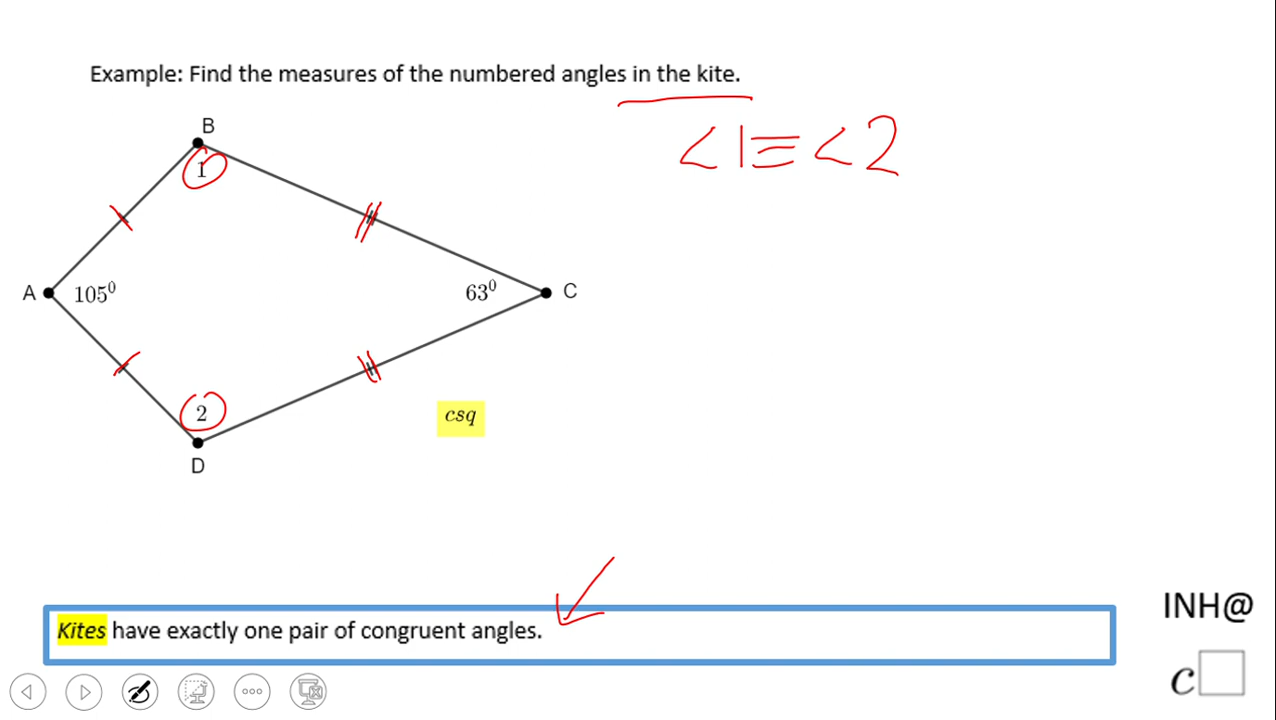 Example: Find the measures of the numbered angles in the kite.
B
<1≡<2
1
A
105⁰
63⁰
C
2
csq
D
INH@
Kites have exactly one pair of congruent angles.
c